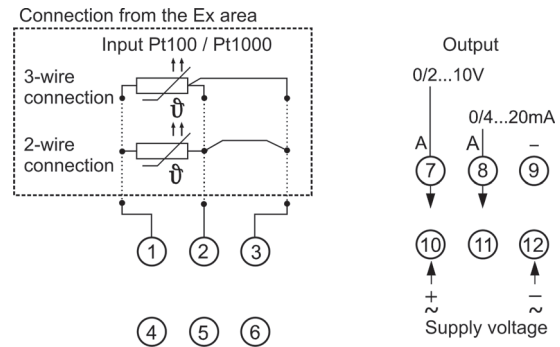 Connection from the Ex area
Input Pt100 / Pt1000
3-wire
connection
ϑ
2-wire
connection
ϑ
1 2 3
4 5 6
Output
0/2...10V
0/4...20mA
A A –
7 8 9
10 11 12
+ –
~ ~
Supply voltage